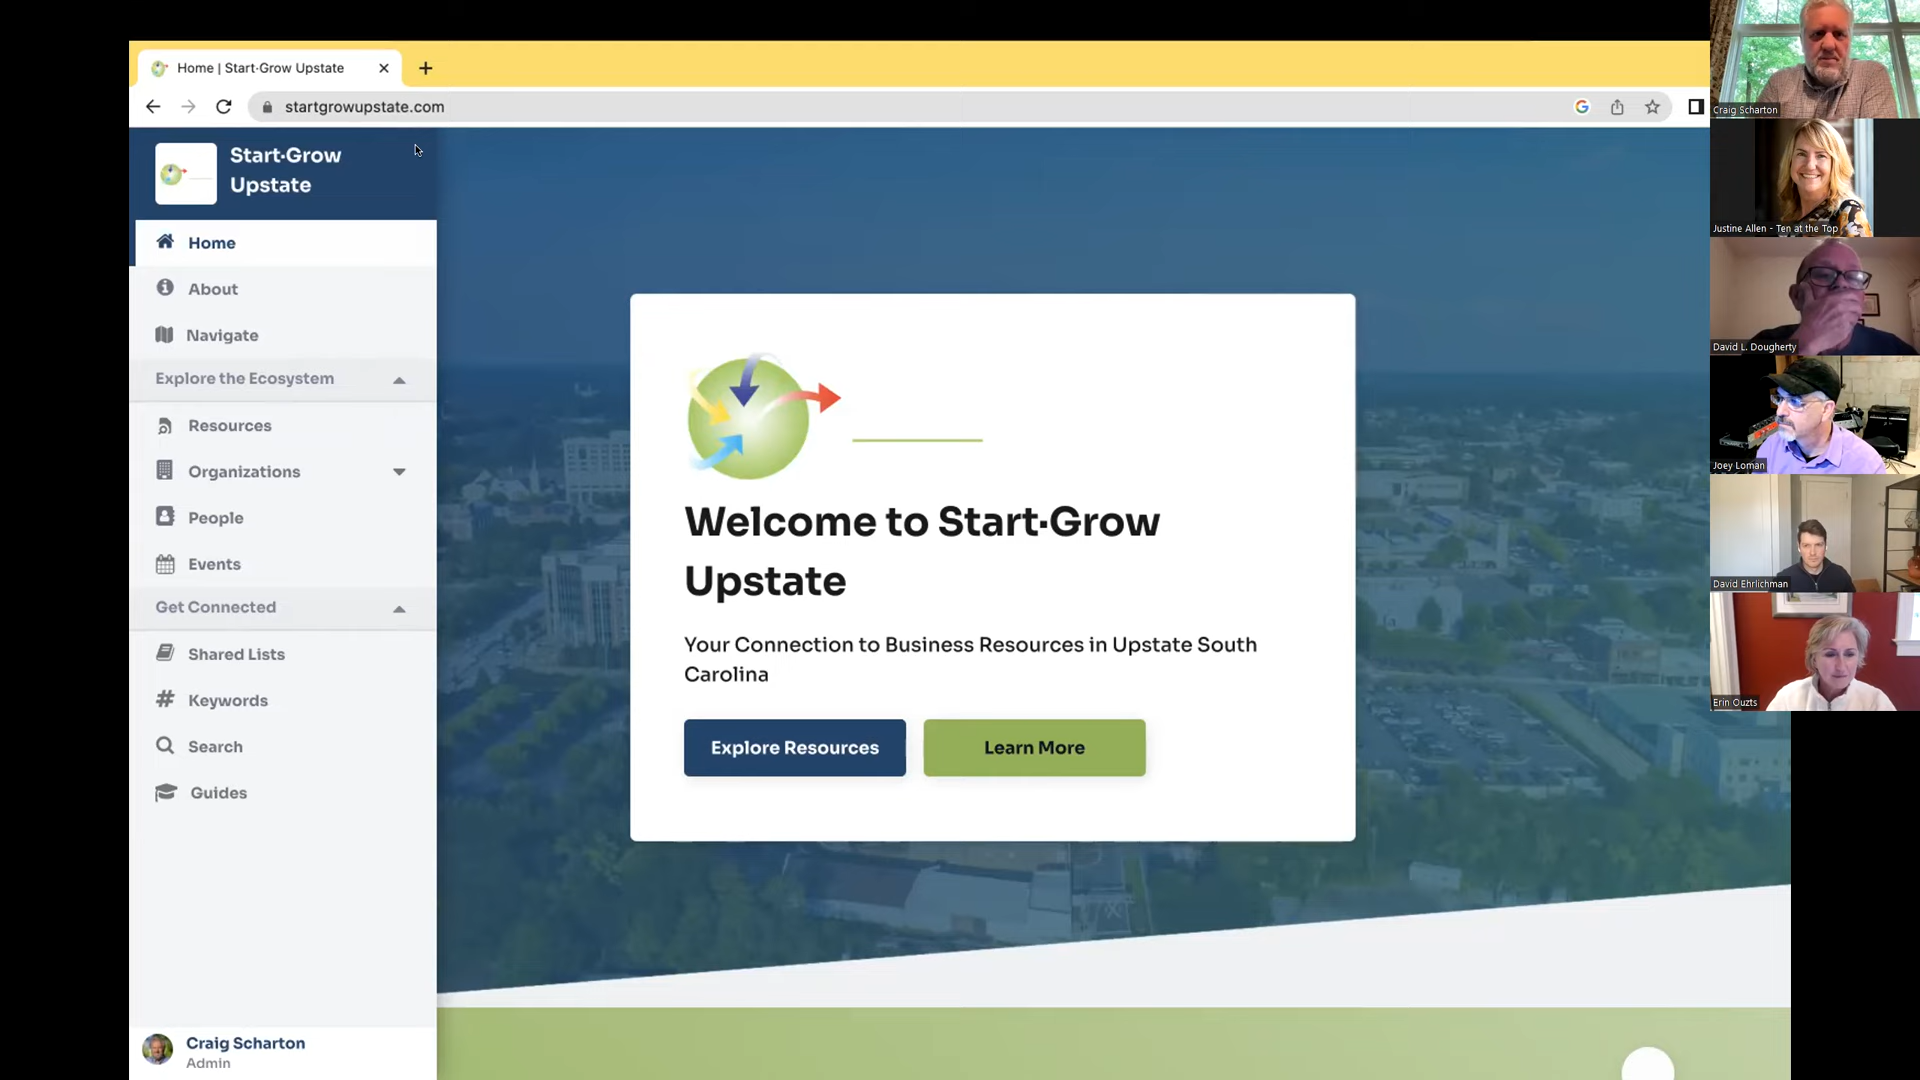 Home | Start·Grow Upstate
startgrowupstate.com
Start·Grow
Upstate
Home
About
Navigate
Explore the Ecosystem
Resources
Organizations
People
Events
Get Connected
Shared Lists
Keywords
Search
Guides
Craig Scharton
Admin
Welcome to Start·Grow
Upstate
Your Connection to Business Resources in Upstate South
Carolina
Explore Resources
Learn More
Craig Scharton
Justine Allen - Ten at the Top
David L. Dougherty
Joey Loman
David Ehrlichman
Erin Ouzts